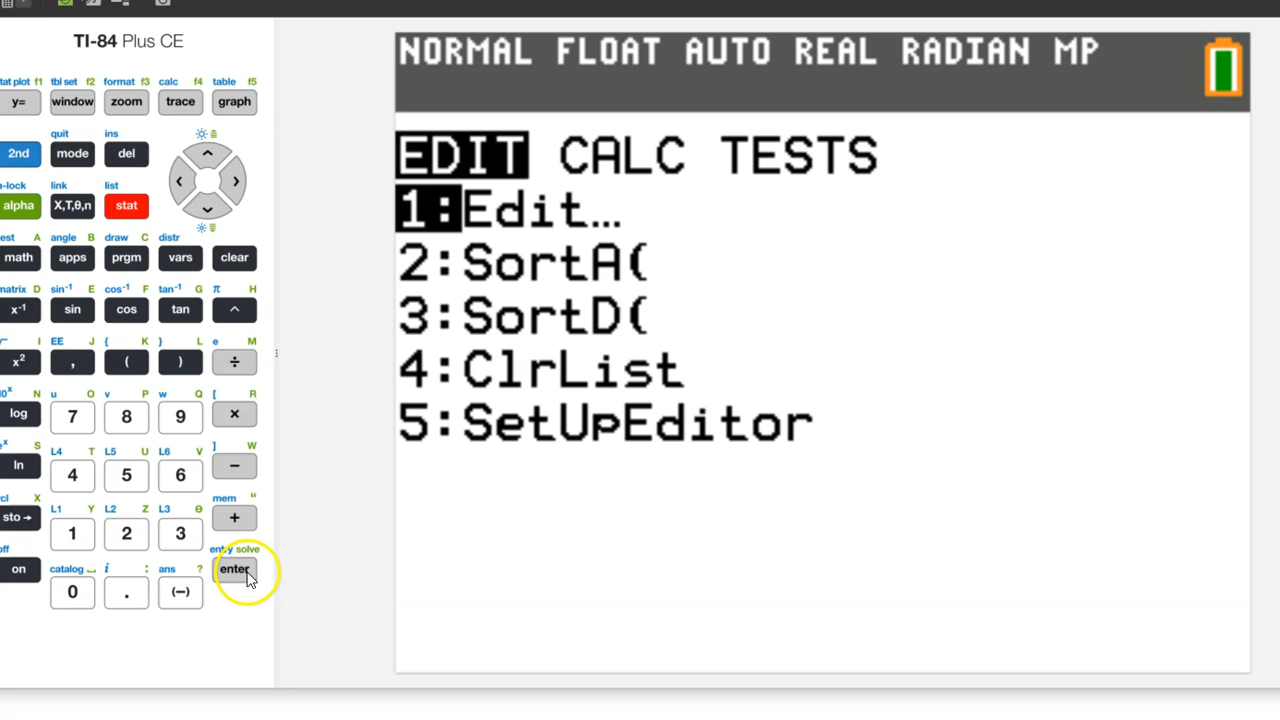 TI-84 Plus CE
stat plot f1 tbl set f2 format f3 calc f4 table f5
y= window zoom trace graph
quit ins
2nd mode del
a-lock link list
alpha X,T,θ,n stat
test A angle B draw C distr
math apps prgm vars clear
matrix D sin-1 E cos-1 F tan-1 G π H
x-1 sin cos tan ^
√ I EE J { K } L e M
x2 , ( ) ÷
10x N u O v P w Q [ R
log 7 8 9 ×
ex S L4 T L5 U L6 V ] W
ln 4 5 6 −
rcl X L1 Y L2 Z L3 θ mem "
sto→ 1 2 3 +
off catalog i : ans ? entry solve
on 0 . (−) enter
NORMAL FLOAT AUTO REAL RADIAN MP
EDIT CALC TESTS
1:Edit…
2:SortA(
3:SortD(
4:ClrList
5:SetUpEditor